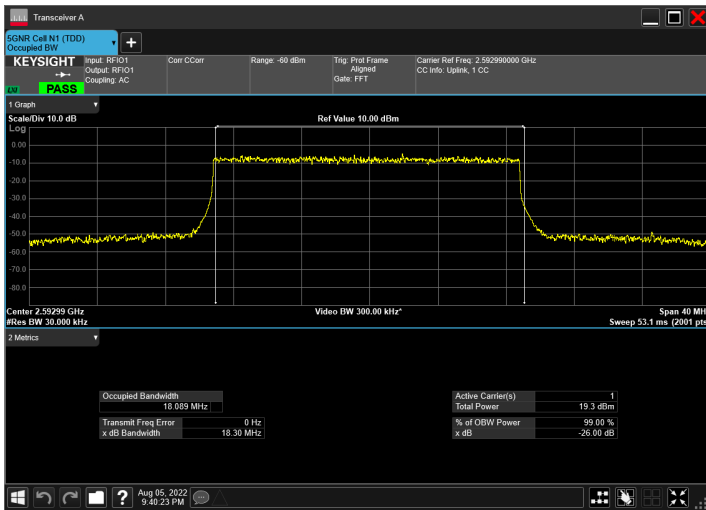 Transceiver A
5GNR Cell N1 (TDD)
Occupied BW
+
KEYSIGHT
LXI
PASS
Input: RFIO1
Output: RFIO1
Coupling: AC
Corr CCorr
Range: -60 dBm
Trig: Prot Frame
Aligned
Gate: FFT
Carrier Ref Freq: 2.592990000 GHz
CC Info: Uplink, 1 CC
1 Graph
Scale/Div 10.0 dB
Ref Value 10.00 dBm
Log
0.00
-10.0
-20.0
-30.0
-40.0
-50.0
-60.0
-70.0
-80.0
Center 2.59299 GHz
Video BW 300.00 kHz*
Span 40 MH
#Res BW 30.000 kHz
Sweep 53.1 ms (2001 pts
2 Metrics
Occupied Bandwidth
18.089 MHz
Transmit Freq Error 0 Hz
x dB Bandwidth 18.30 MHz
Active Carrier(s) 1
Total Power 19.3 dBm
% of OBW Power 99.00 %
x dB -26.00 dB
?
Aug 05, 2022
9:40:23 PM